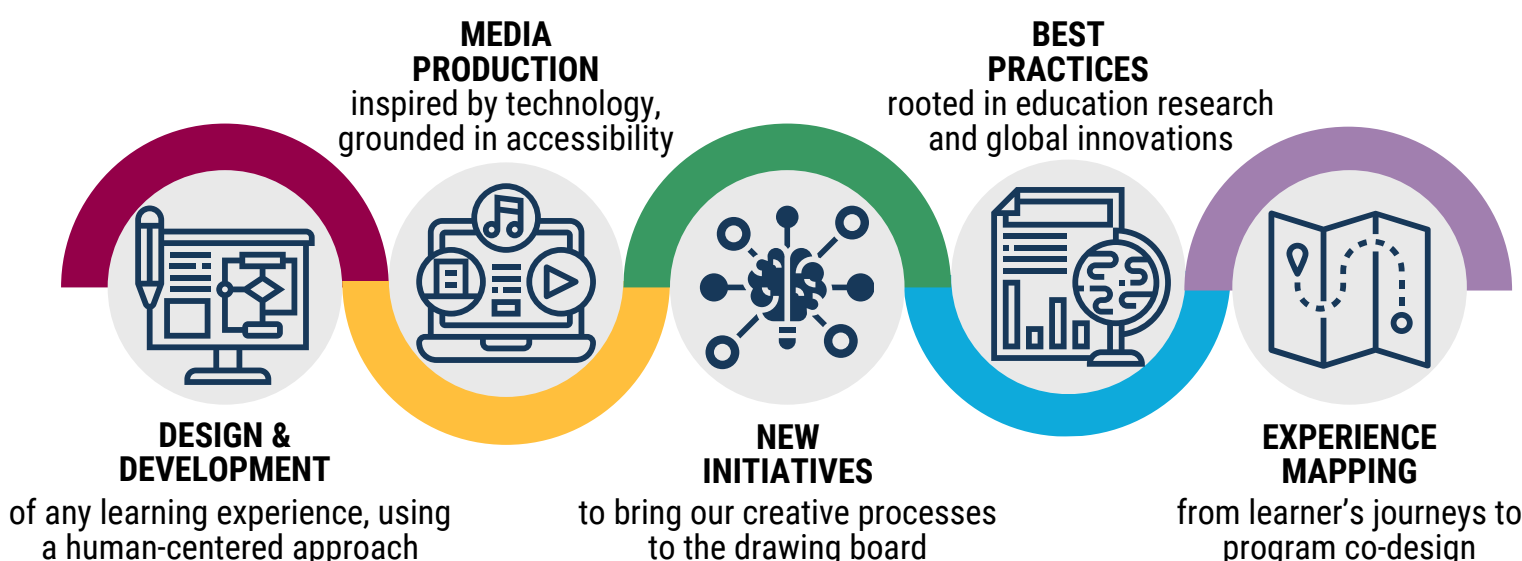 MEDIA
PRODUCTION
inspired by technology,
grounded in accessibility
BEST
PRACTICES
rooted in education research
and global innovations
DESIGN &
DEVELOPMENT
of any learning experience, using
a human-centered approach
NEW
INITIATIVES
to bring our creative processes
to the drawing board
EXPERIENCE
MAPPING
from learner’s journeys to
program co-design